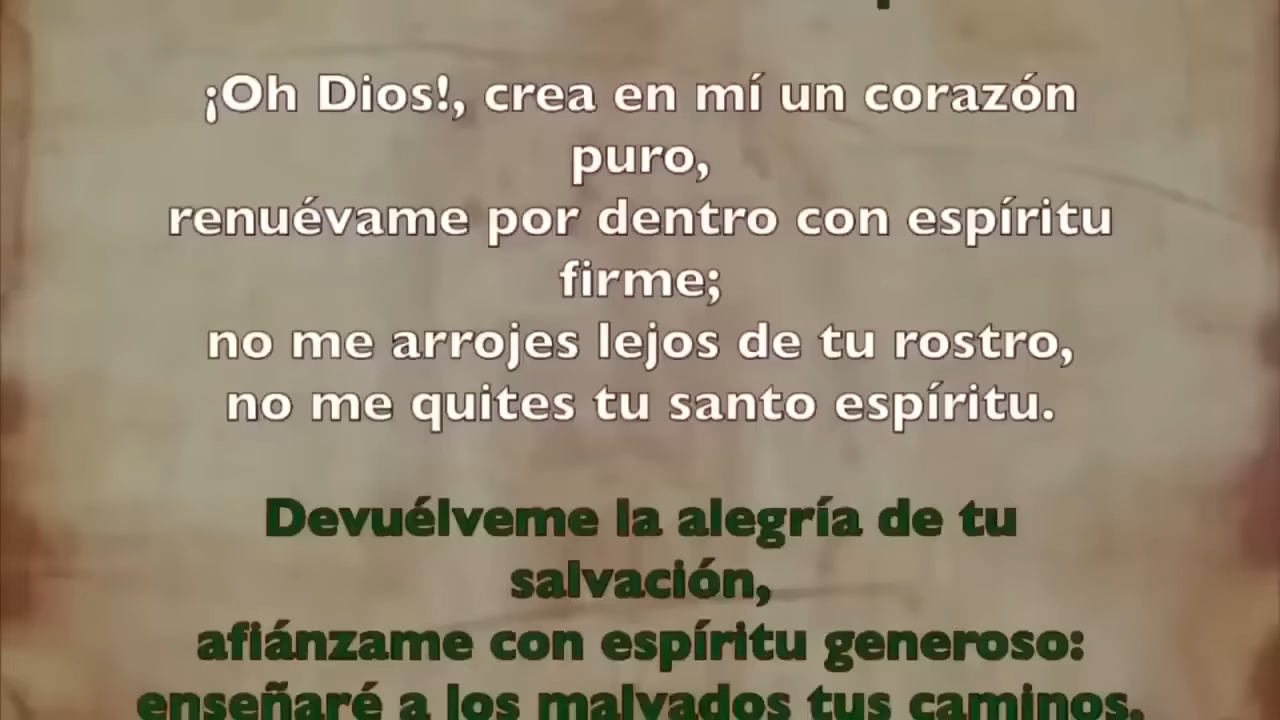 ¡Oh Dios!, crea en mí un corazón
puro,
renuévame por dentro con espíritu
firme;
no me arrojes lejos de tu rostro,
no me quites tu santo espíritu.
Devuélveme la alegría de tu
salvación,
afiánzame con espíritu generoso:
enseñaré a los malvados tus caminos,